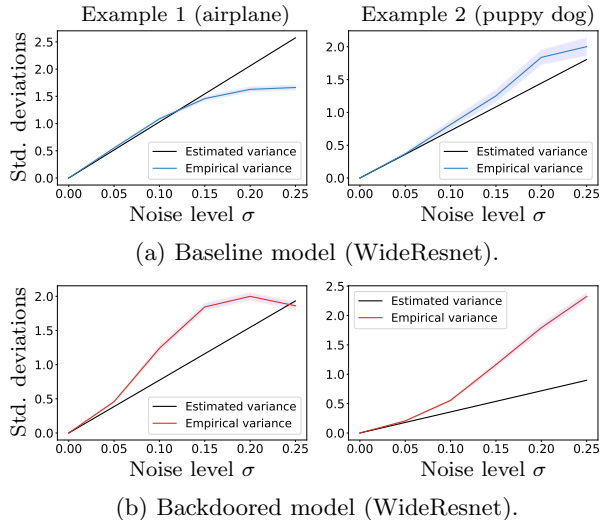 Example 1 (airplane)
Example 2 (puppy dog)
Std. deviations
2.5
2.0
1.5
1.0
0.5
0.0
Estimated variance
Empirical variance
0.00 0.05 0.10 0.15 0.20 0.25
Noise level σ
2.0
1.5
1.0
0.5
0.0
Estimated variance
Empirical variance
0.00 0.05 0.10 0.15 0.20 0.25
Noise level σ
(a) Baseline model (WideResnet).
Std. deviations
2.0
1.5
1.0
0.5
0.0
Estimated variance
Empirical variance
0.00 0.05 0.10 0.15 0.20 0.25
Noise level σ
2.5
2.0
1.5
1.0
0.5
0.0
Estimated variance
Empirical variance
0.00 0.05 0.10 0.15 0.20 0.25
Noise level σ
(b) Backdoored model (WideResnet).